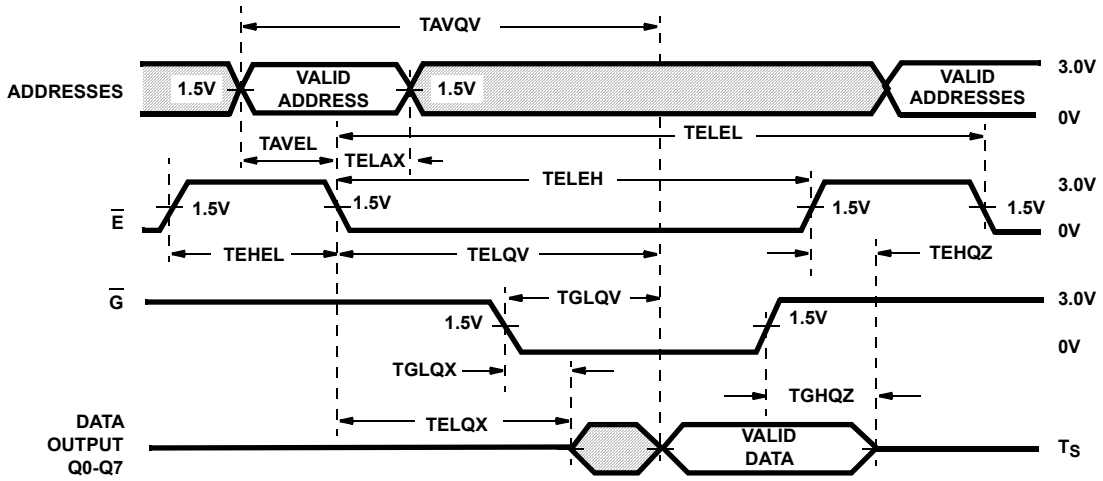 TAVQV
ADDRESSES
1.5V
VALID
ADDRESS
1.5V
VALID
ADDRESSES
3.0V
0V
TAVEL
TELAX
TELEL
TELEH
E
1.5V
1.5V
1.5V
1.5V
3.0V
0V
TEHEL
TELQV
TEHQZ
G
TGLQV
1.5V
1.5V
3.0V
0V
TGLQX
TGHQZ
TELQX
DATA
OUTPUT
Q0-Q7
VALID
DATA
TS